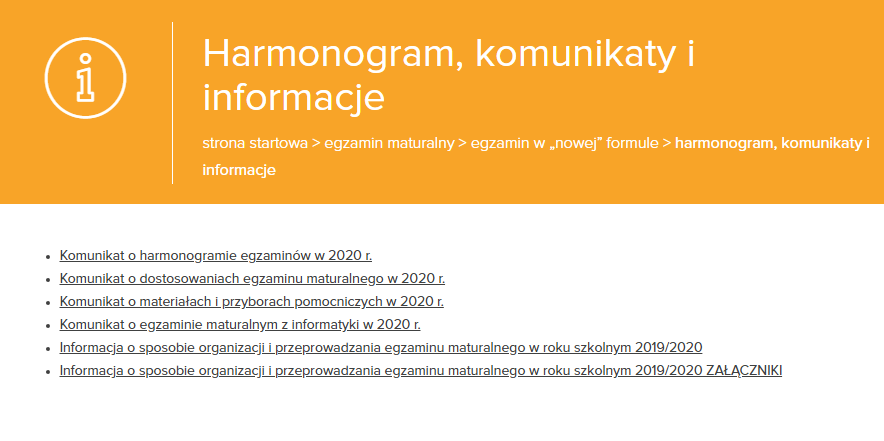 Harmonogram, komunikaty i
informacje
strona startowa > egzamin maturalny > egzamin w „nowej” formule > harmonogram, komunikaty i
informacje
Komunikat o harmonogramie egzaminów w 2020 r.
Komunikat o dostosowaniach egzaminu maturalnego w 2020 r.
Komunikat o materiałach i przyborach pomocniczych w 2020 r.
Komunikat o egzaminie maturalnym z informatyki w 2020 r.
Informacja o sposobie organizacji i przeprowadzania egzaminu maturalnego w roku szkolnym 2019/2020
Informacja o sposobie organizacji i przeprowadzania egzaminu maturalnego w roku szkolnym 2019/2020 ZAŁĄCZNIKI